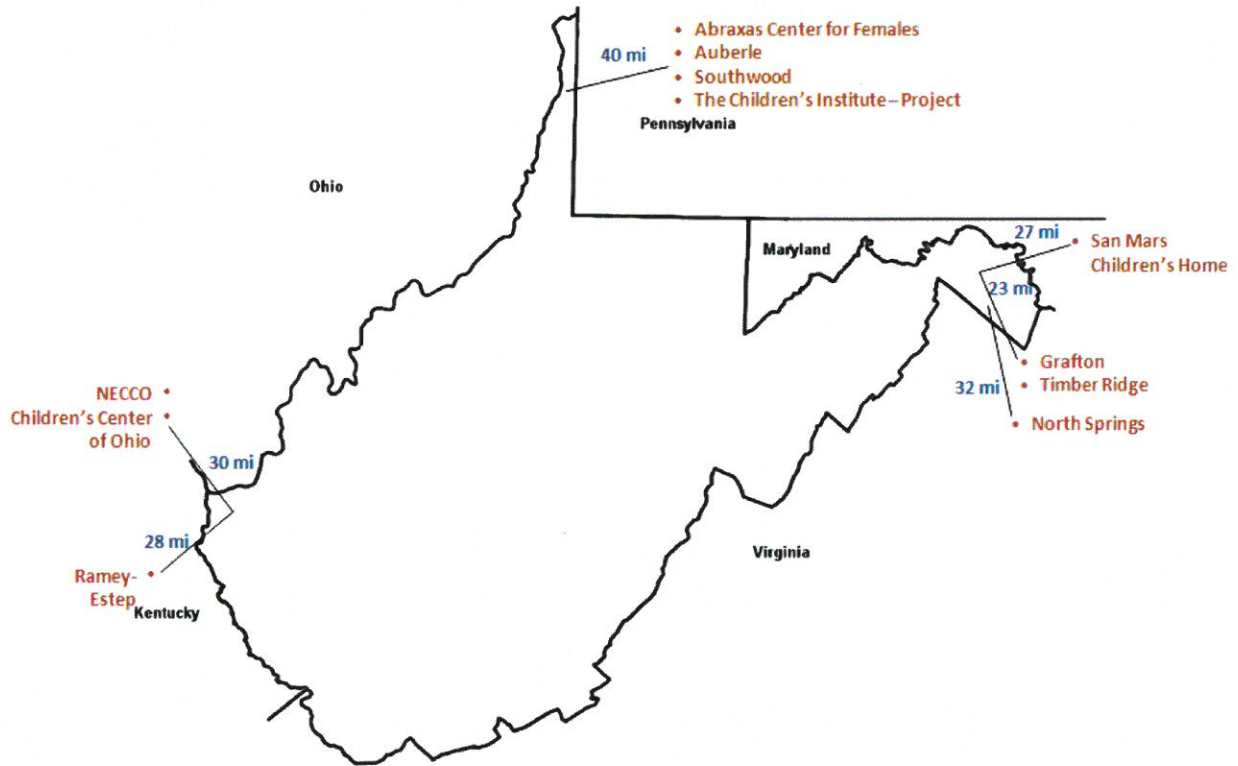 • Abraxas Center for Females
• Auberle
40 mi
• Southwood
• The Children's Institute – Project
Pennsylvania
Ohio
27 mi
• San Mars
Children's Home
Maryland
23 mi
• Grafton
• Timber Ridge
32 mi
• North Springs
NECCO •
Children's Center •
of Ohio
30 mi
28 mi
Virginia
Ramey- •
Estep
Kentucky